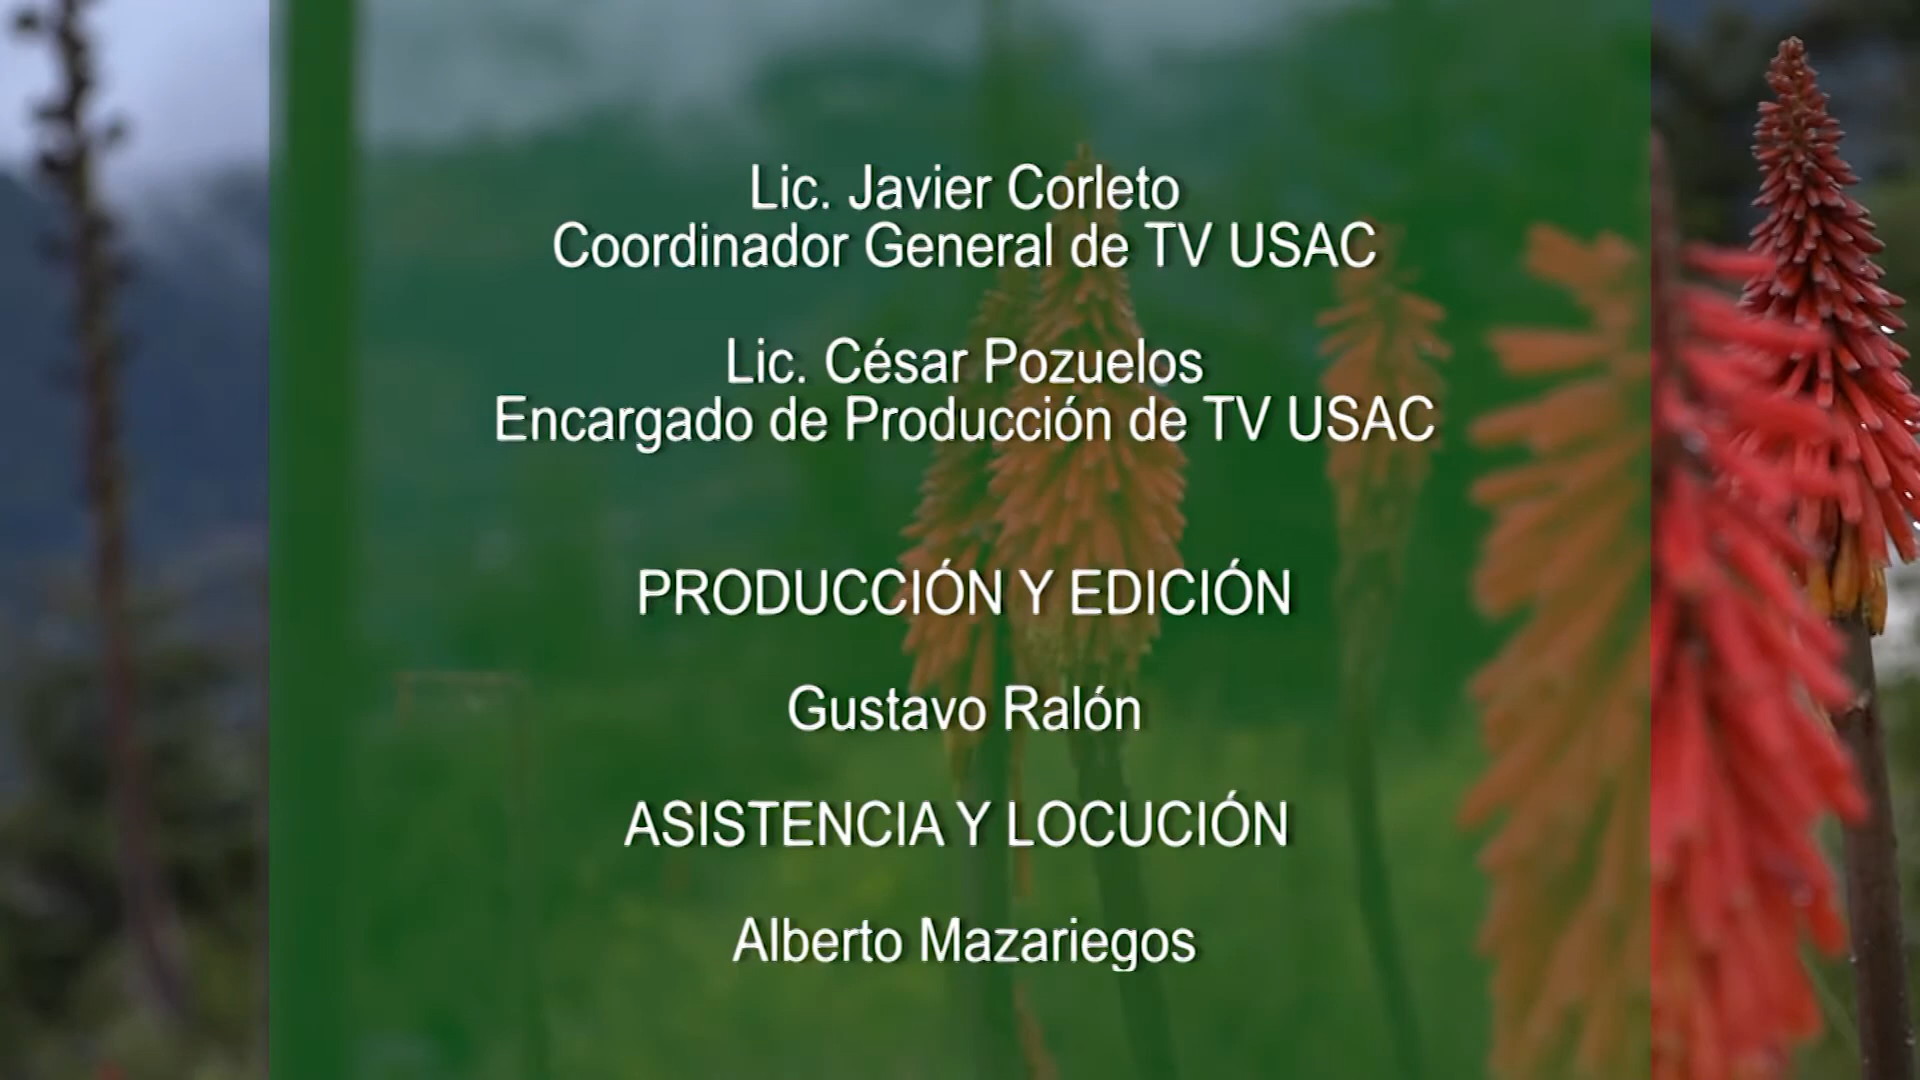 Lic. Javier Corleto
Coordinador General de TV USAC
Lic. César Pozuelos
Encargado de Producción de TV USAC
PRODUCCIÓN Y EDICIÓN
Gustavo Ralón
ASISTENCIA Y LOCUCIÓN
Alberto Mazariegos